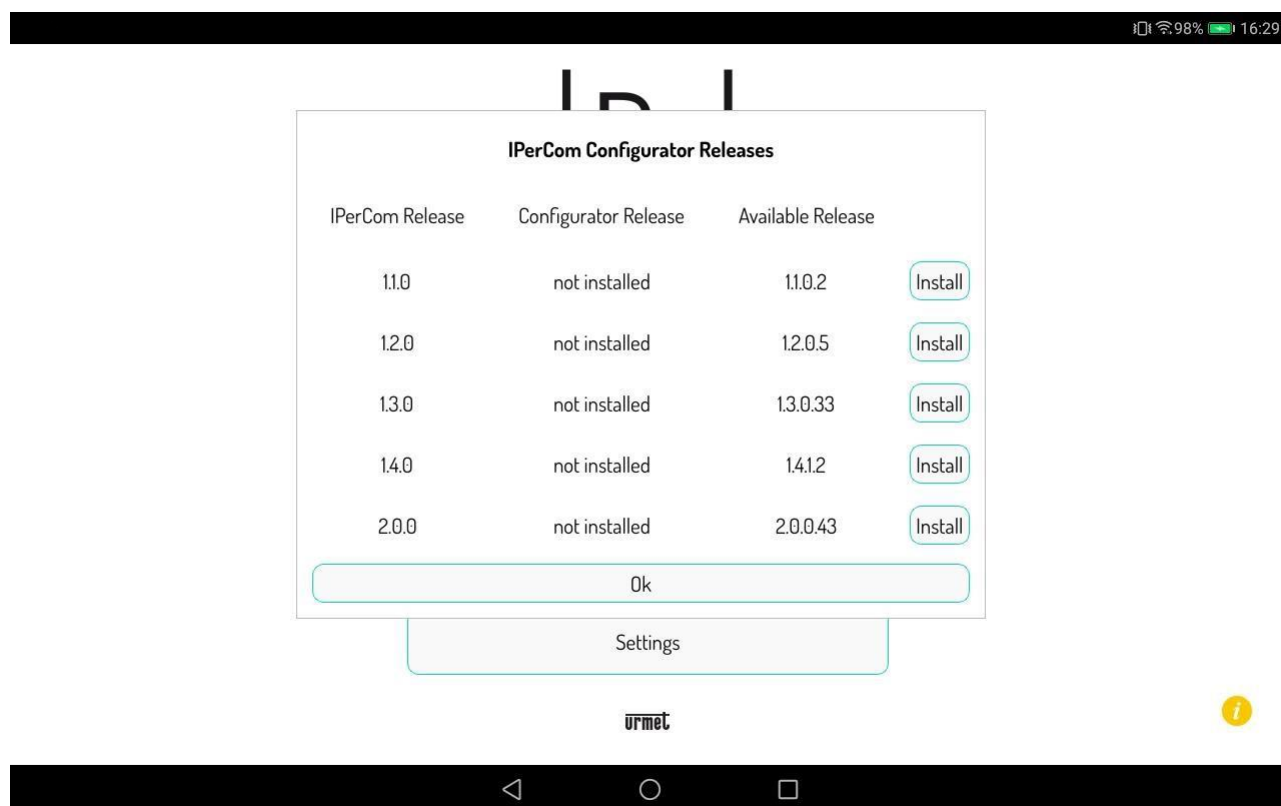 98% 16:29
IPerCom Configurator Releases
IPerCom Release Configurator Release Available Release
1.1.0 not installed 1.1.0.2 Install
1.2.0 not installed 1.2.0.5 Install
1.3.0 not installed 1.3.0.33 Install
1.4.0 not installed 1.4.1.2 Install
2.0.0 not installed 2.0.0.43 Install
Ok
Settings
urmet
i